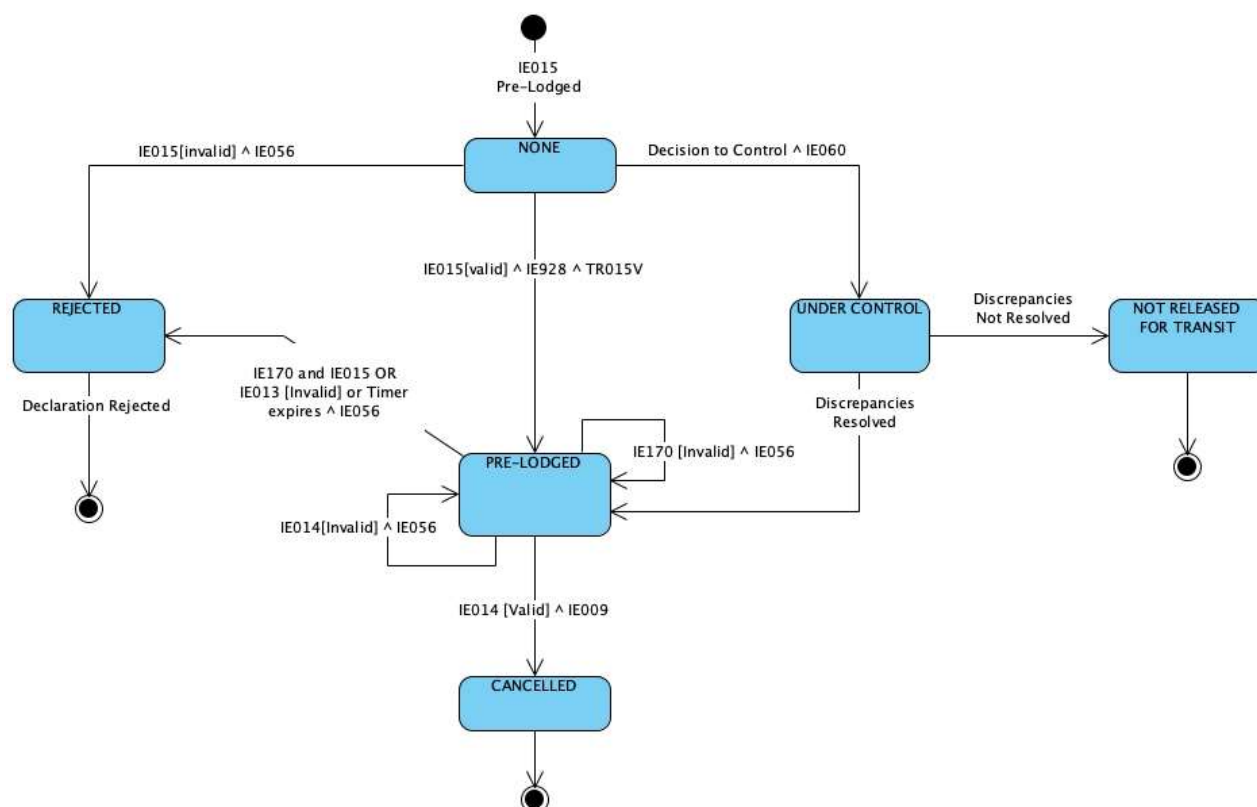 IE015
Pre-Lodged
NONE
IE015[invalid] ^ IE056
Decision to Control ^ IE060
IE015[valid] ^ IE928 ^ TR015V
REJECTED
UNDER CONTROL
Discrepancies
Not Resolved
NOT RELEASED
FOR TRANSIT
IE170 and IE015 OR
IE013 [Invalid] or Timer
expires ^ IE056
Declaration Rejected
Discrepancies
Resolved
PRE-LODGED
IE170 [Invalid] ^ IE056
IE014[Invalid] ^ IE056
IE014 [Valid] ^ IE009
CANCELLED